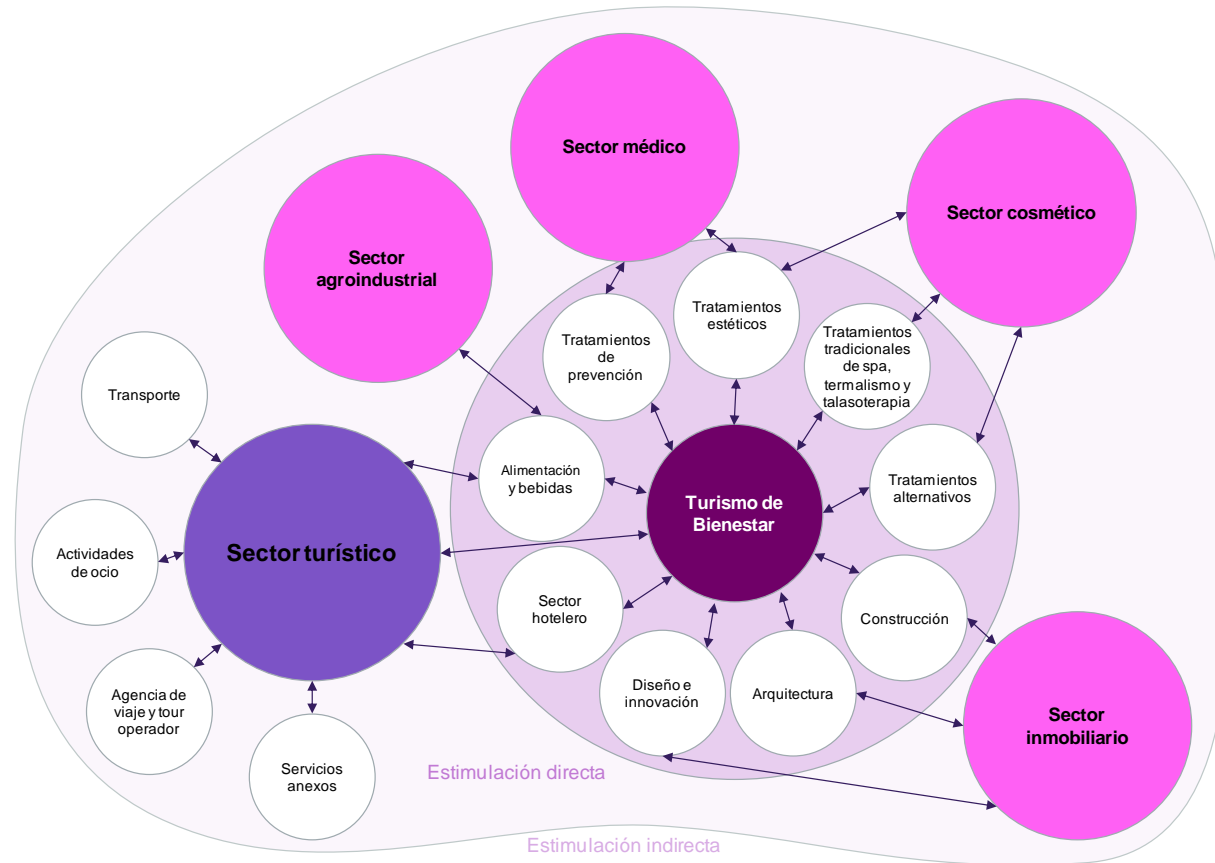 Sector médico
Sector cosmético
Sector
agroindustrial
Tratamientos
estéticos
Tratamientos
de
prevención
Tratamientos
tradicionales
de spa,
termalismo y
talasoterapia
Transporte
Alimentación
y bebidas
Tratamientos
alternativos
Turismo de
Bienestar
Sector turístico
Actividades
de ocio
Sector
hotelero
Construcción
Agencia de
viaje y tour
operador
Diseño e
innovación
Arquitectura
Sector
inmobiliario
Servicios
anexos
Estimulación directa
Estimulación indirecta